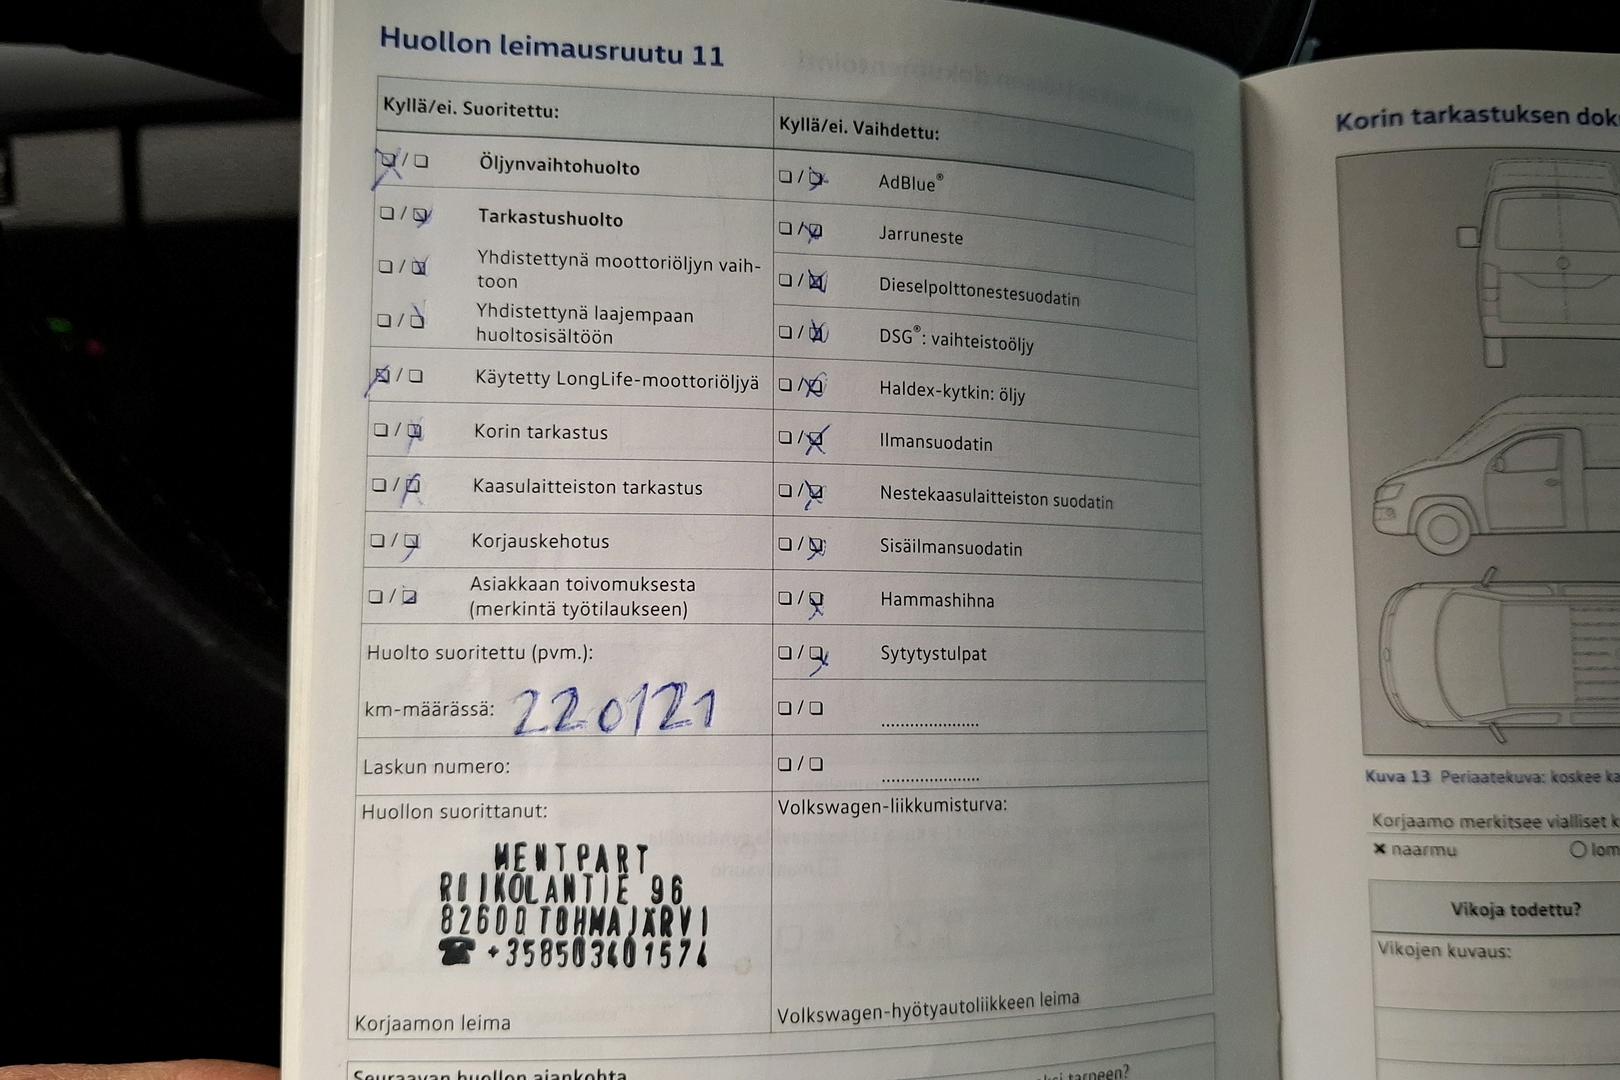 Huollon leimausruutu 11
Kyllä/ei. Suoritettu:
☒ / ☐ Öljynvaihtohuolto
☐ / ☒ Tarkastushuolto
☐ / ☒ Yhdistettynä moottoriöljyn vaih-
toon
☐ / ☒ Yhdistettynä laajempaan
huoltosisältöön
☒ / ☐ Käytetty LongLife-moottoriöljyä
☐ / ☒ Korin tarkastus
☐ / ☒ Kaasulaitteiston tarkastus
☐ / ☒ Korjauskehotus
☐ / ☒ Asiakkaan toivomuksesta
(merkintä työtilaukseen)
Huolto suoritettu (pvm.):
km-määrässä: 220121
Laskun numero:
Huollon suorittanut:
MENTPART
RIIKOLANTIE 96
82600 TOHMAJÄRVI
☎ +358503401574
Korjaamon leima
Kyllä/ei. Vaihdettu:
☐ / ☒ AdBlue®
☐ / ☒ Jarruneste
☐ / ☒ Dieselpolttonestesuodatin
☐ / ☒ DSG®: vaihteistoöljy
☐ / ☒ Haldex-kytkin: öljy
☐ / ☒ Ilmansuodatin
☐ / ☒ Nestekaasulaitteiston suodatin
☐ / ☒ Sisäilmansuodatin
☐ / ☒ Hammashihna
☐ / ☒ Sytytystulpat
☐ / ☐ ....................
☐ / ☐ ....................
Volkswagen-liikkumisturva:
Volkswagen-hyötyautoliikkeen leima
Seuraavan huollon ajankohta
tarpeen?
Korin tarkastuksen
Kuva 13 Periaatekuva: koskee
Korjaamo merkitsee vialliset
✖ naarmu
Vikoja todettu?
Vikojen kuvaus: